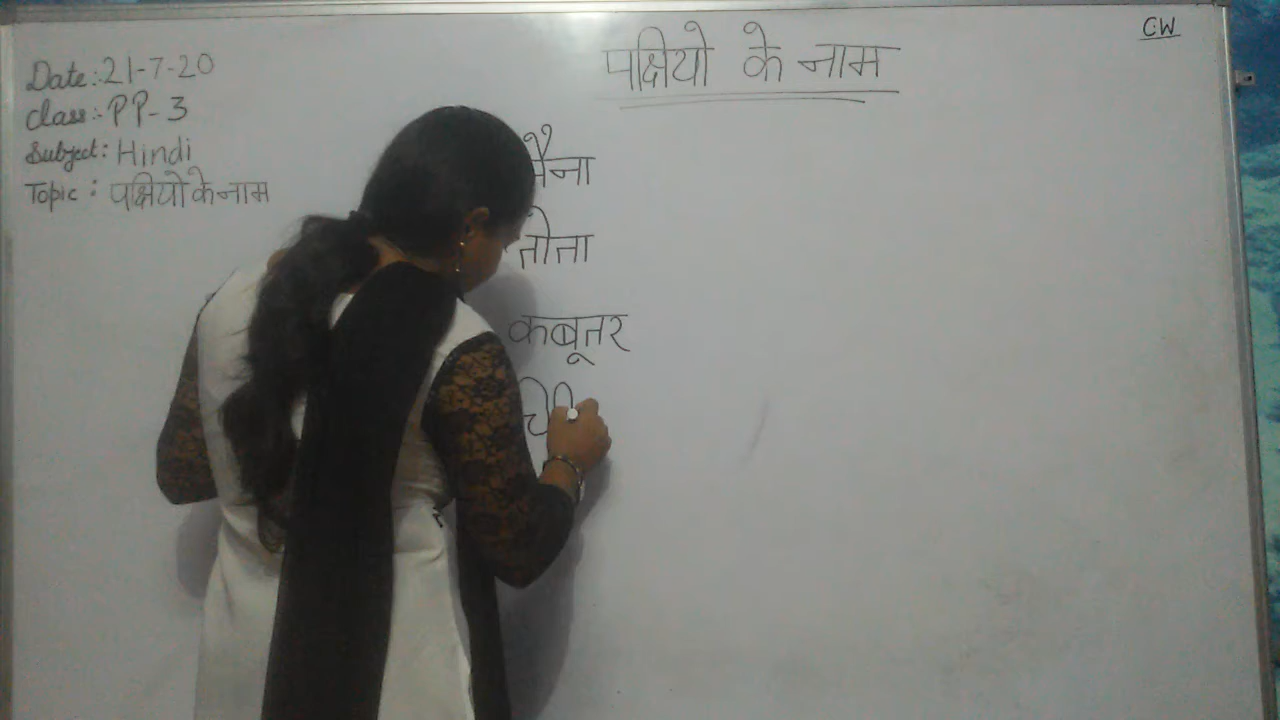 CW
पक्षियो के नाम
Date:-21-7-20
Class:-PP-3
Subject: Hindi
Topic: पक्षियो के नाम
मैना
तोता
कबूतर